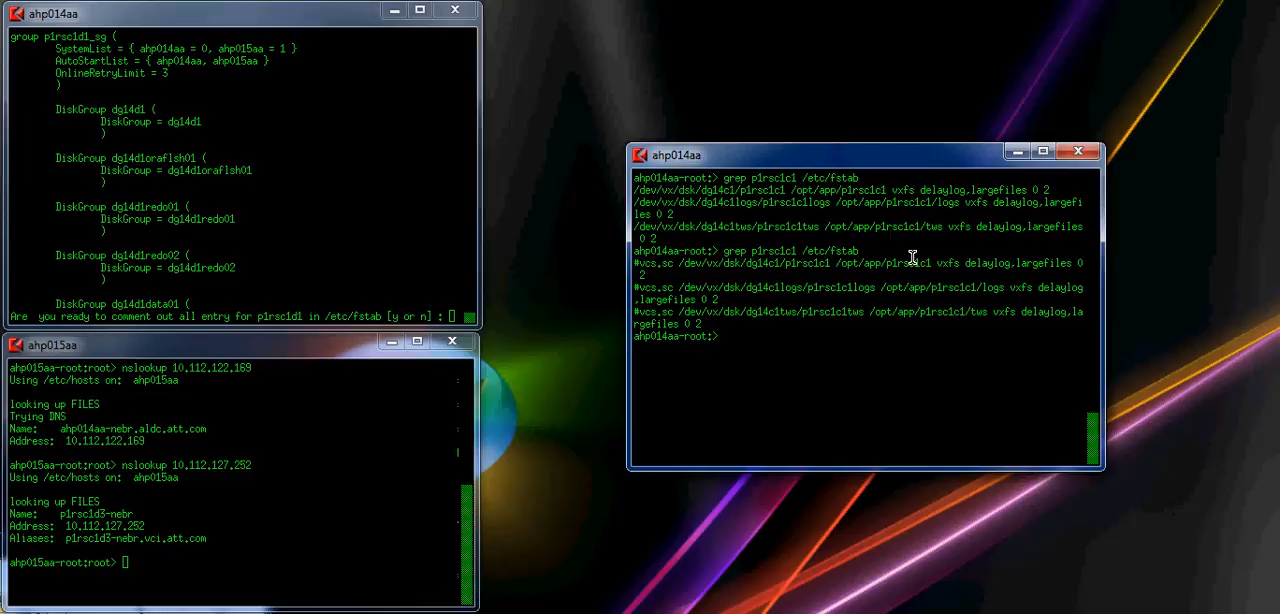 ahp014aa
group p1rsc1d1_sg (
SystemList = { ahp014aa = 0, ahp015aa = 1 }
AutoStartList = { ahp014aa, ahp015aa }
OnlineRetryLimit = 3
)
DiskGroup dg14d1 (
DiskGroup = dg14d1
)
DiskGroup dg14d1oraflsh01 (
DiskGroup = dg14d1oraflsh01
)
DiskGroup dg14d1redo01 (
DiskGroup = dg14d1redo01
)
DiskGroup dg14d1redo02 (
DiskGroup = dg14d1redo02
)
DiskGroup dg14d1data01 (
Are  you ready to comment out all entry for p1rsc1d1 in /etc/fstab [y or n] :
ahp015aa
ahp015aa-root:root> nslookup 10.112.122.169
Using /etc/hosts on:  ahp015aa
looking up FILES
Trying DNS
Name:    ahp014aa-nebr.aldc.att.com
Address:  10.112.122.169
ahp015aa-root:root> nslookup 10.112.127.252
Using /etc/hosts on:  ahp015aa
looking up FILES
Name:    p1rsc1d3-nebr
Address:  10.112.127.252
Aliases:  p1rsc1d3-nebr.vci.att.com
ahp015aa-root:root>
ahp014aa
ahp014aa-root:> grep p1rsc1c1 /etc/fstab
/dev/vx/dsk/dg14c1/p1rsc1c1 /opt/app/p1rsc1c1 vxfs delaylog,largefiles 0 2
/dev/vx/dsk/dg14c1logs/p1rsc1c1logs /opt/app/p1rsc1c1/logs vxfs delaylog,largefi
les 0 2
/dev/vx/dsk/dg14c1tws/p1rsc1c1tws /opt/app/p1rsc1c1/tws vxfs delaylog,largefiles
0 2
ahp014aa-root:> grep p1rsc1c1 /etc/fstab
#vcs.sc /dev/vx/dsk/dg14c1/p1rsc1c1 /opt/app/p1rsc1c1 vxfs delaylog,largefiles 0
2
#vcs.sc /dev/vx/dsk/dg14c1logs/p1rsc1c1logs /opt/app/p1rsc1c1/logs vxfs delaylog
,largefiles 0 2
#vcs.sc /dev/vx/dsk/dg14c1tws/p1rsc1c1tws /opt/app/p1rsc1c1/tws vxfs delaylog,la
rgefiles 0 2
ahp014aa-root:>